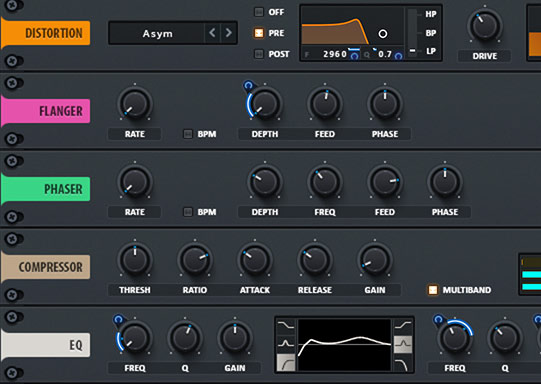 OFF
HP
DISTORTION
Asym
PRE
BP
POST
F 2960 Q 0.7
LP
DRIVE
FLANGER
RATE
BPM
DEPTH
FEED
PHASE
PHASER
RATE
BPM
DEPTH
FREQ
FEED
PHASE
COMPRESSOR
THRESH
RATIO
ATTACK
RELEASE
GAIN
MULTIBAND
EQ
FREQ
Q
GAIN
FREQ
Q